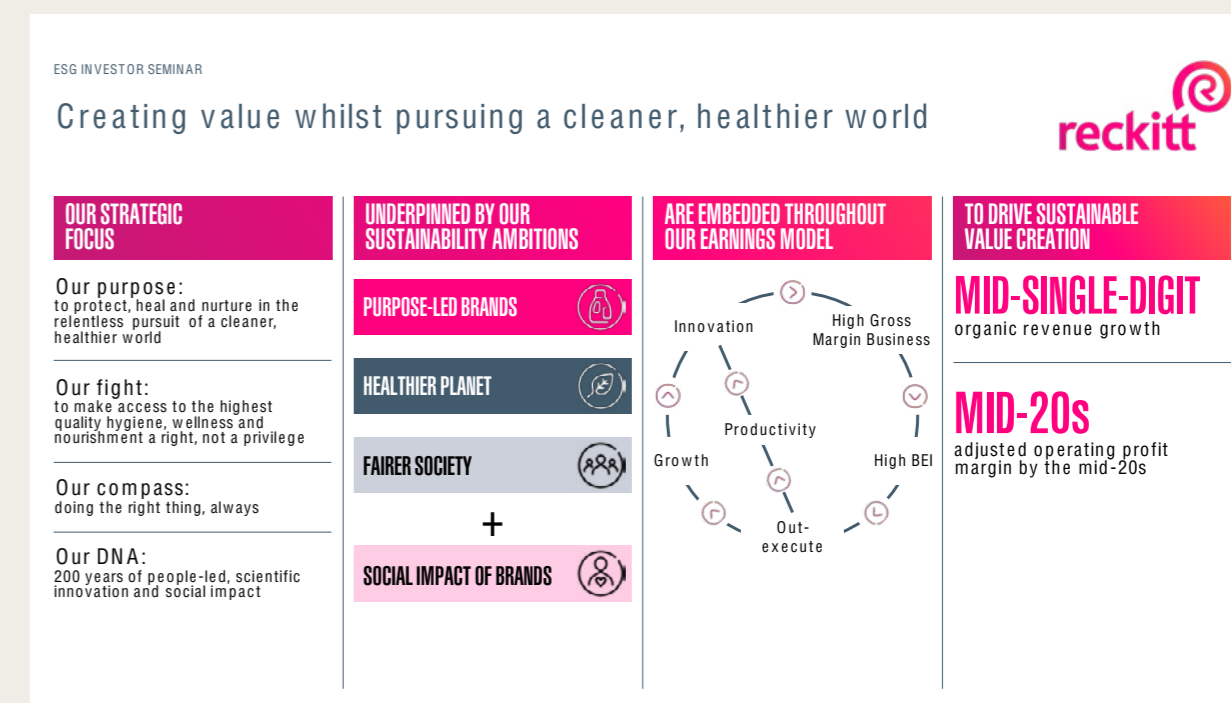 ESG INVESTOR SEMINAR
Creating value whilst pursuing a cleaner, healthier world
reckitt
OUR STRATEGIC
FOCUS
Our purpose:
to protect, heal and nurture in the
relentless pursuit of a cleaner,
healthier world
Our fight:
to make access to the highest
quality hygiene, wellness and
nourishment a right, not a privilege
Our compass:
doing the right thing, always
Our DNA:
200 years of people-led, scientific
innovation and social impact
UNDERPINNED BY OUR
SUSTAINABILITY AMBITIONS
PURPOSE-LED BRANDS
HEALTHIER PLANET
FAIRER SOCIETY
+
SOCIAL IMPACT OF BRANDS
ARE EMBEDDED THROUGHOUT
OUR EARNINGS MODEL
Innovation
High Gross
Margin Business
Productivity
Growth
High BEI
Out-
execute
TO DRIVE SUSTAINABLE
VALUE CREATION
MID-SINGLE-DIGIT
organic revenue growth
MID-20s
adjusted operating profit
margin by the mid-20s